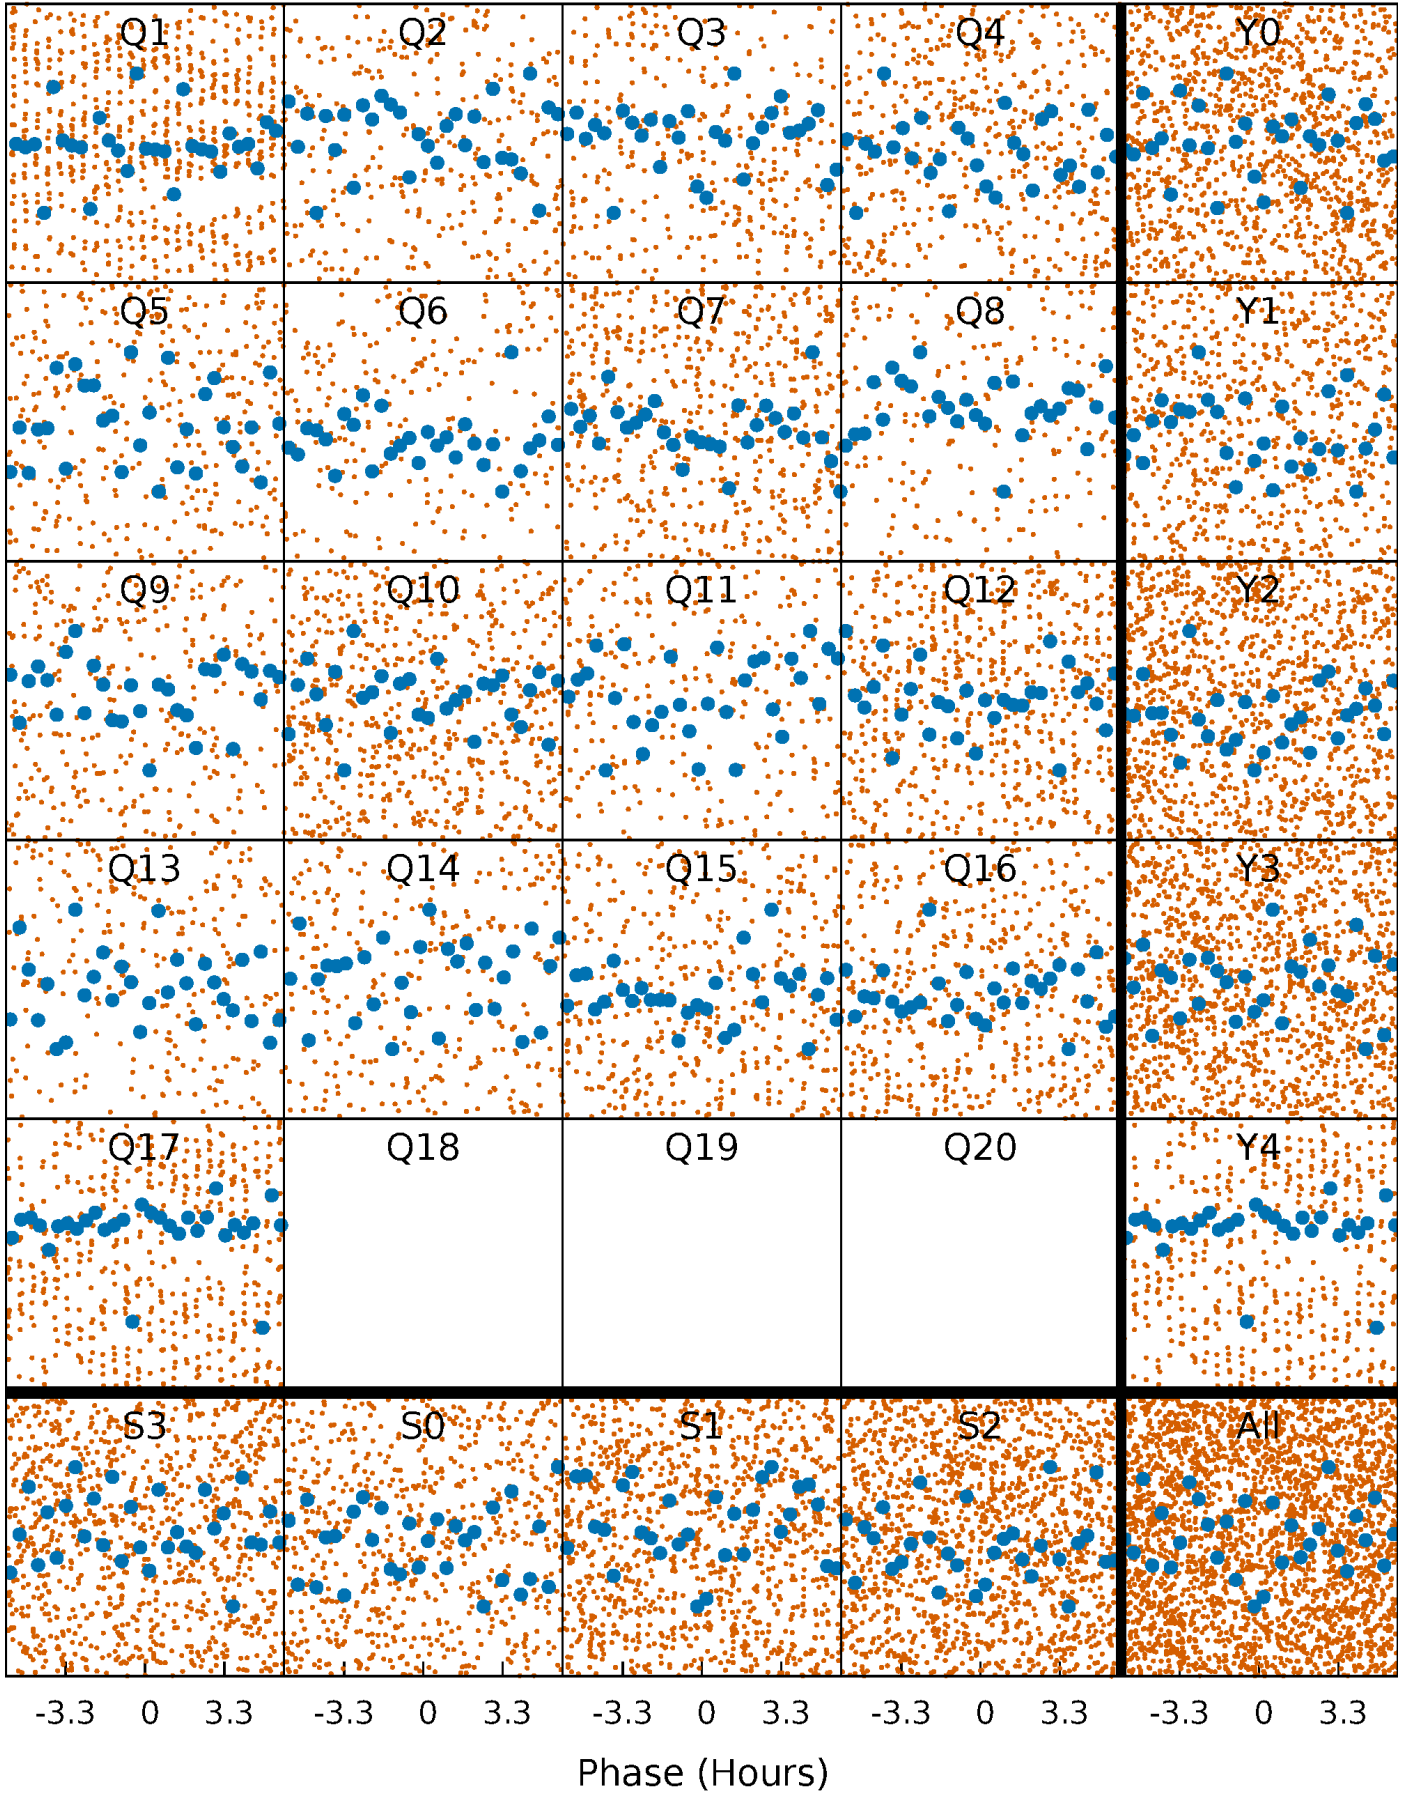 Q1 Q2 Q3 Q4 Y0
Q5 Q6 Q7 Q8 Y1
Q9 Q10 Q11 Q12 Y2
Q13 Q14 Q15 Q16 Y3
Q17 Q18 Q19 Q20 Y4
S3 S0 S1 S2 All
-3.3 0 3.3 -3.3 0 3.3 -3.3 0 3.3 -3.3 0 3.3 -3.3 0 3.3
Phase (Hours)